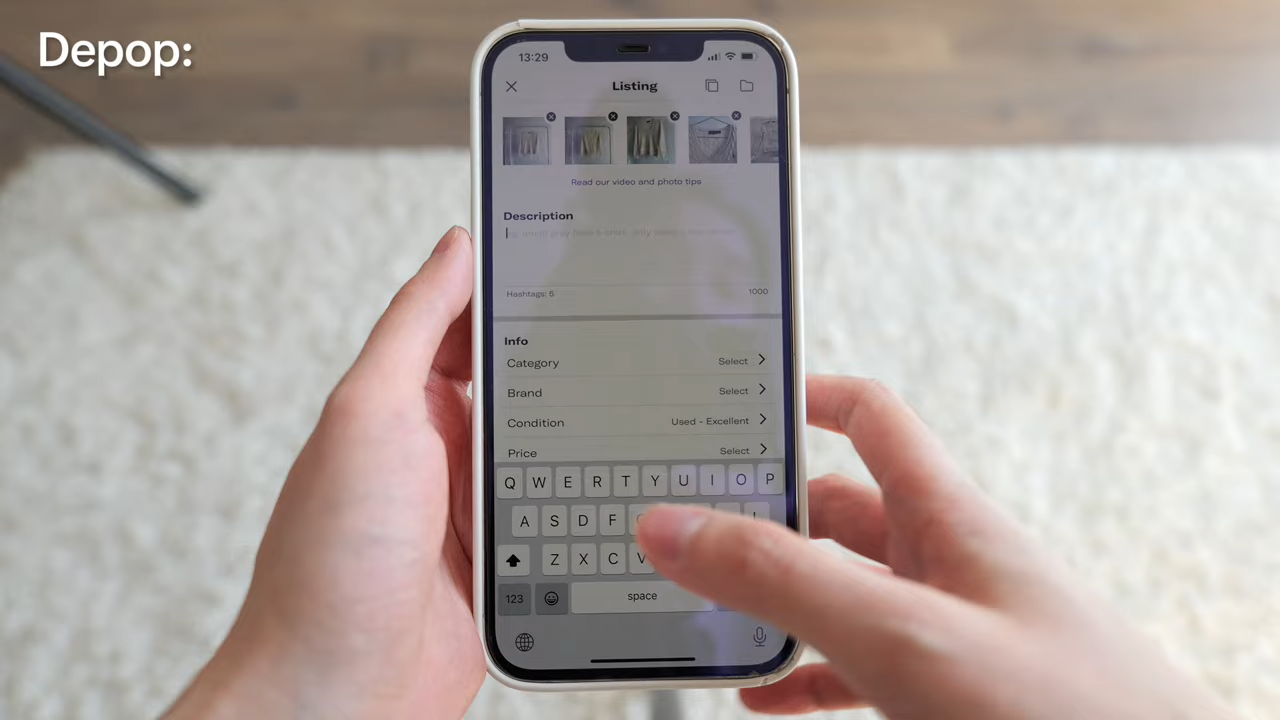 Depop:
13:29
Listing
Read our video and photo tips
Description
Hashtags: 5 1000
Info
Category Select
Brand Select
Condition Used - Excellent
Price Select
Q W E R T Y U I O P
A S D F
Z X C V
123 space